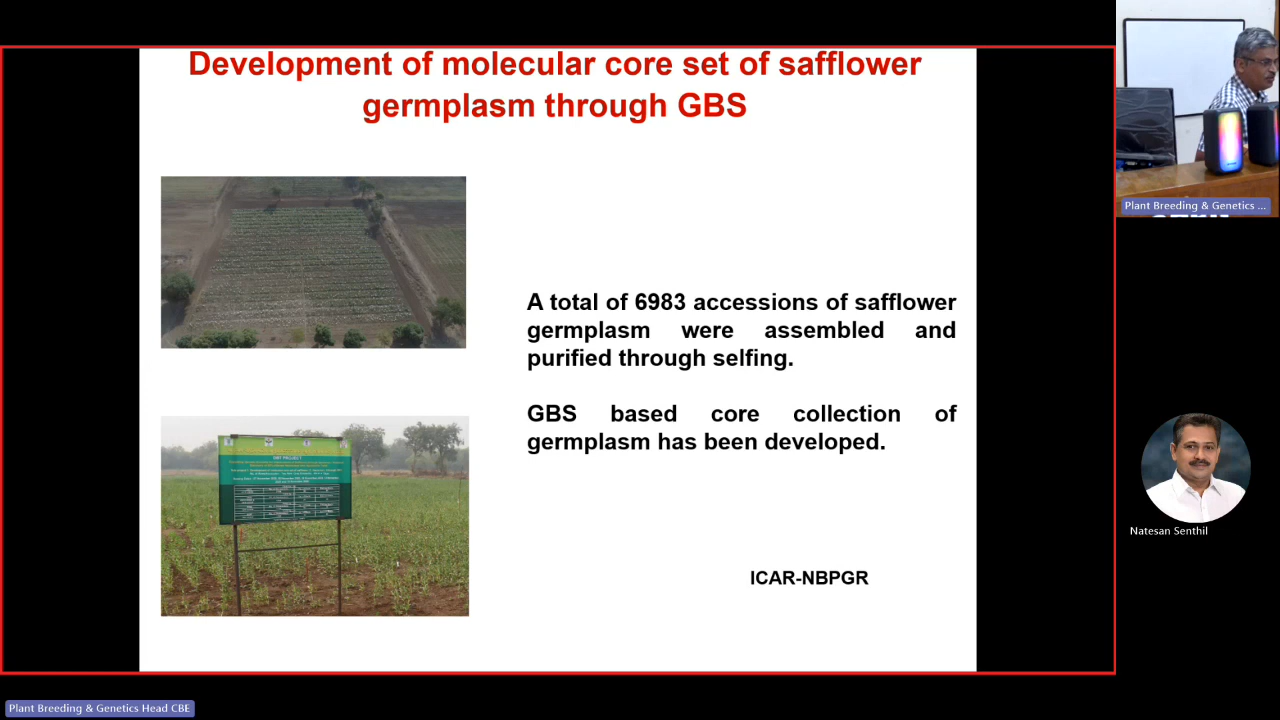 Development of molecular core set of safflower
germplasm through GBS
A total of 6983 accessions of safflower
germplasm were assembled and
purified through selfing.
GBS based core collection of
germplasm has been developed.
ICAR-NBPGR
Plant Breeding & Genetics ...
Natesan Senthil
Plant Breeding & Genetics Head CBE